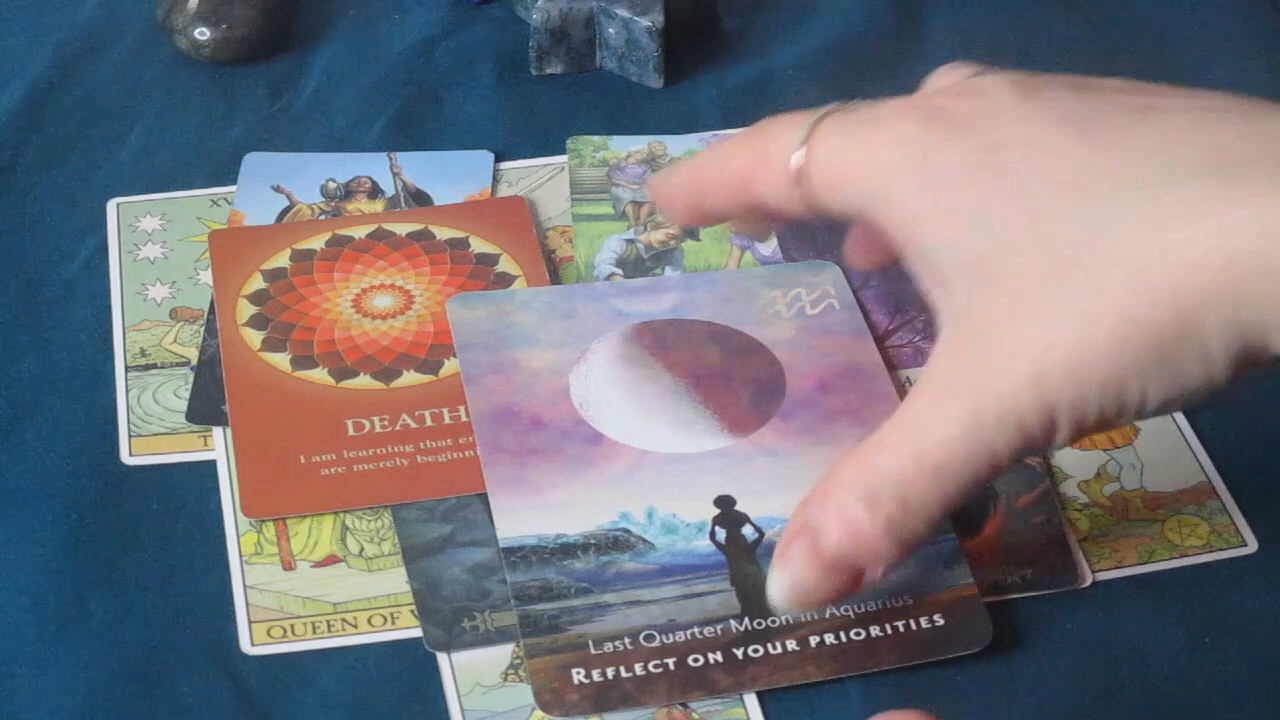 XV
T
DEATH
I am learning that en
are merely beginn
QUEEN OF
Last Quarter Moon in Aquarius
REFLECT ON YOUR PRIORITIES